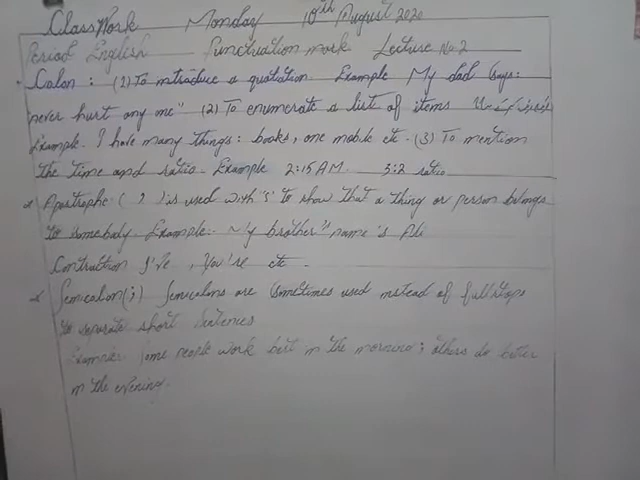 ClassWork Monday 10th August 2020
Period English Punctuation mark Lecture No.2
Colon : (1) To introduce a quotation. Example My dad says:
never hurt any one" (2) To enumerate a list of items
Example. I have many things: books, one mobile etc. (3) To mention
the time and ratio. Example 2:15 AM. 3:2 ratio
Apostrophe ( ' ) is used with 's' to show that a thing or person belongs
to somebody. Example:- My brother" name's Ali
Contruction I've, You're etc.
Semicolon (;) Semicolons are sometimes used instead of full stops
to separate short
Example: Some people work best in the morning; others do better
in the evening.